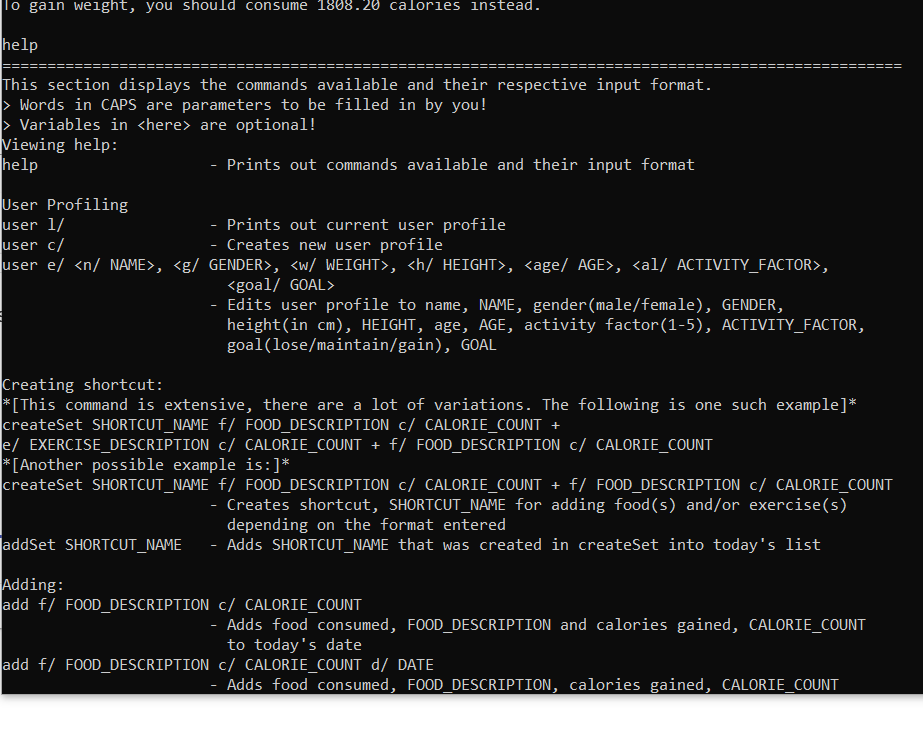 To gain weight, you should consume 1808.20 calories instead.
help
====================================================================================================
This section displays the commands available and their respective input format.
> Words in CAPS are parameters to be filled in by you!
> Variables in <here> are optional!
Viewing help:
help                   - Prints out commands available and their input format
User Profiling
user l/                - Prints out current user profile
user c/                - Creates new user profile
user e/ <n/ NAME>, <g/ GENDER>, <w/ WEIGHT>, <h/ HEIGHT>, <age/ AGE>, <al/ ACTIVITY_FACTOR>,
                         <goal/ GOAL>
                       - Edits user profile to name, NAME, gender(male/female), GENDER,
                         height(in cm), HEIGHT, age, AGE, activity factor(1-5), ACTIVITY_FACTOR,
                         goal(lose/maintain/gain), GOAL
Creating shortcut:
*[This command is extensive, there are a lot of variations. The following is one such example]*
createSet SHORTCUT_NAME f/ FOOD_DESCRIPTION c/ CALORIE_COUNT +
e/ EXERCISE_DESCRIPTION c/ CALORIE_COUNT + f/ FOOD_DESCRIPTION c/ CALORIE_COUNT
*[Another possible example is:]*
createSet SHORTCUT_NAME f/ FOOD_DESCRIPTION c/ CALORIE_COUNT + f/ FOOD_DESCRIPTION c/ CALORIE_COUNT
                       - Creates shortcut, SHORTCUT_NAME for adding food(s) and/or exercise(s)
                         depending on the format entered
addSet SHORTCUT_NAME   - Adds SHORTCUT_NAME that was created in createSet into today's list
Adding:
add f/ FOOD_DESCRIPTION c/ CALORIE_COUNT
                       - Adds food consumed, FOOD_DESCRIPTION and calories gained, CALORIE_COUNT
                         to today's date
add f/ FOOD_DESCRIPTION c/ CALORIE_COUNT d/ DATE
                       - Adds food consumed, FOOD_DESCRIPTION, calories gained, CALORIE_COUNT